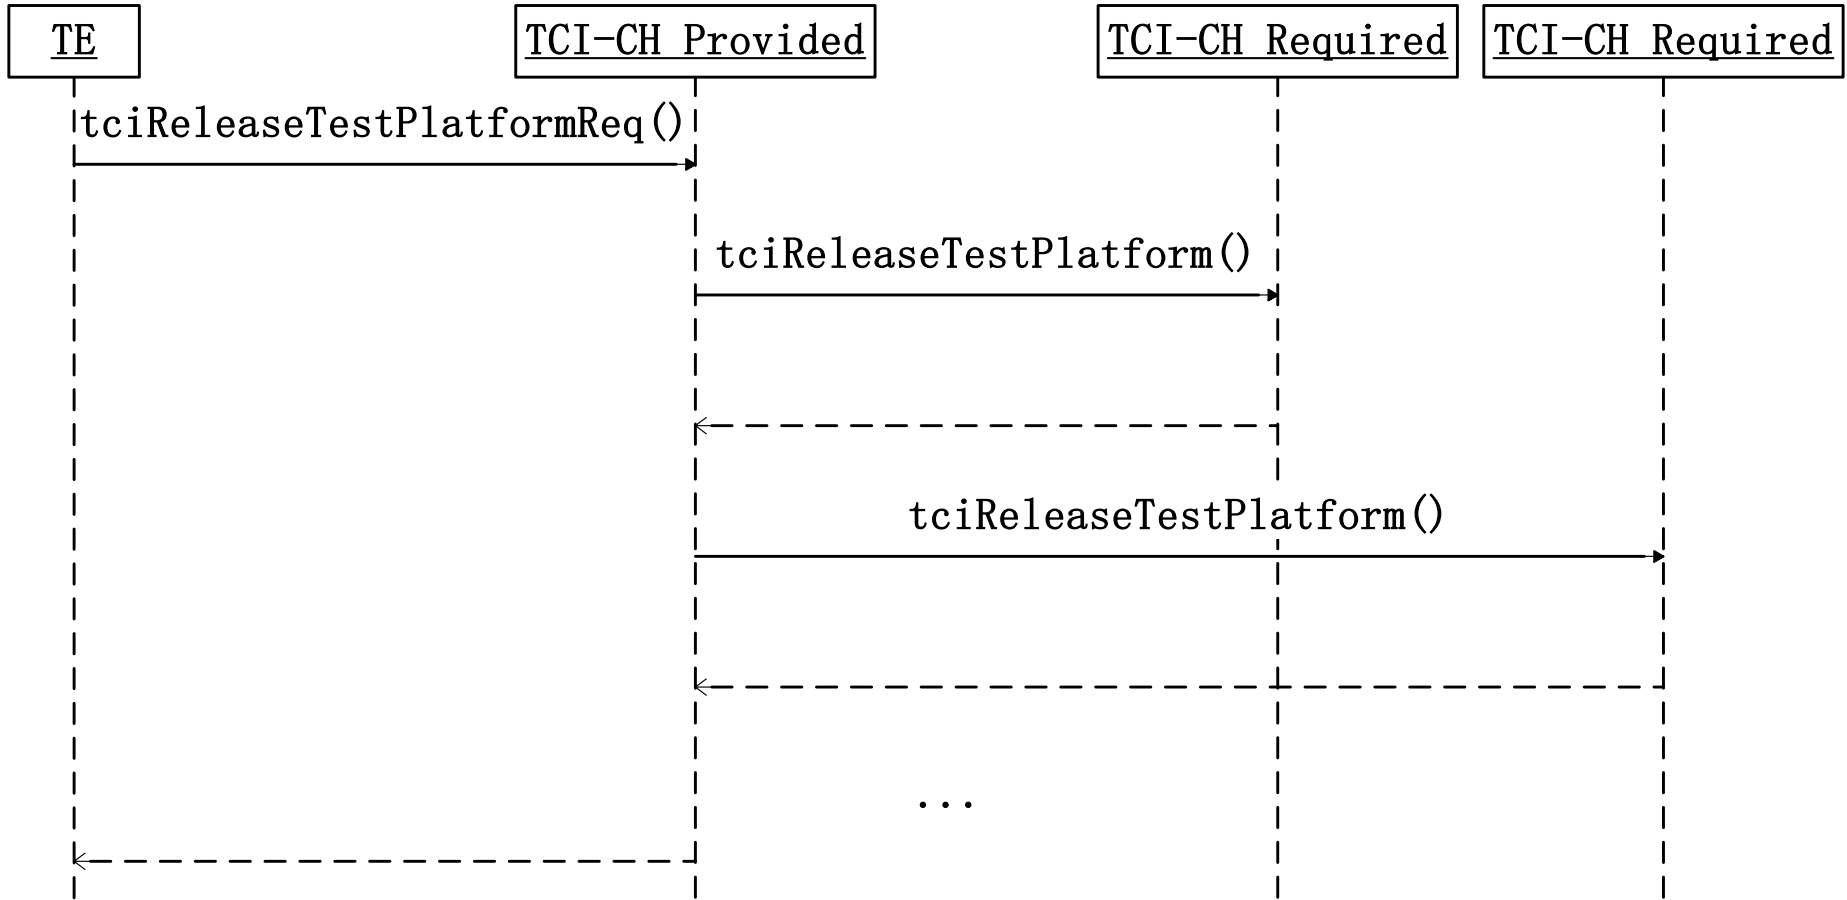 TE
TCI-CH Provided
TCI-CH Required
TCI-CH Required
tciReleaseTestPlatformReq()
tciReleaseTestPlatform()
tciReleaseTestPlatform()
...